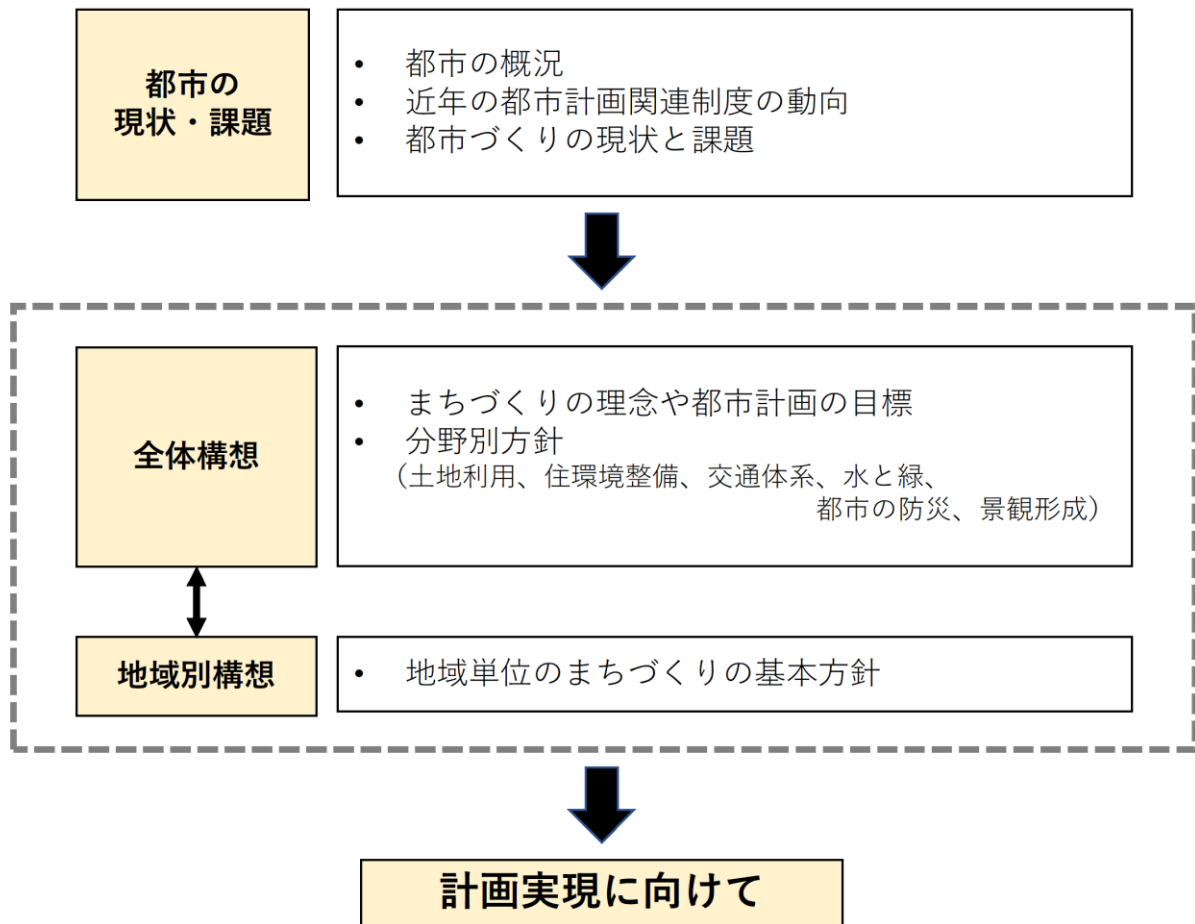 都市の
現状・課題
• 都市の概況
• 近年の都市計画関連制度の動向
• 都市づくりの現状と課題
全体構想
• まちづくりの理念や都市計画の目標
• 分野別方針
（土地利用、住環境整備、交通体系、水と緑、
都市の防災、景観形成）
地域別構想
• 地域単位のまちづくりの基本方針
計画実現に向けて